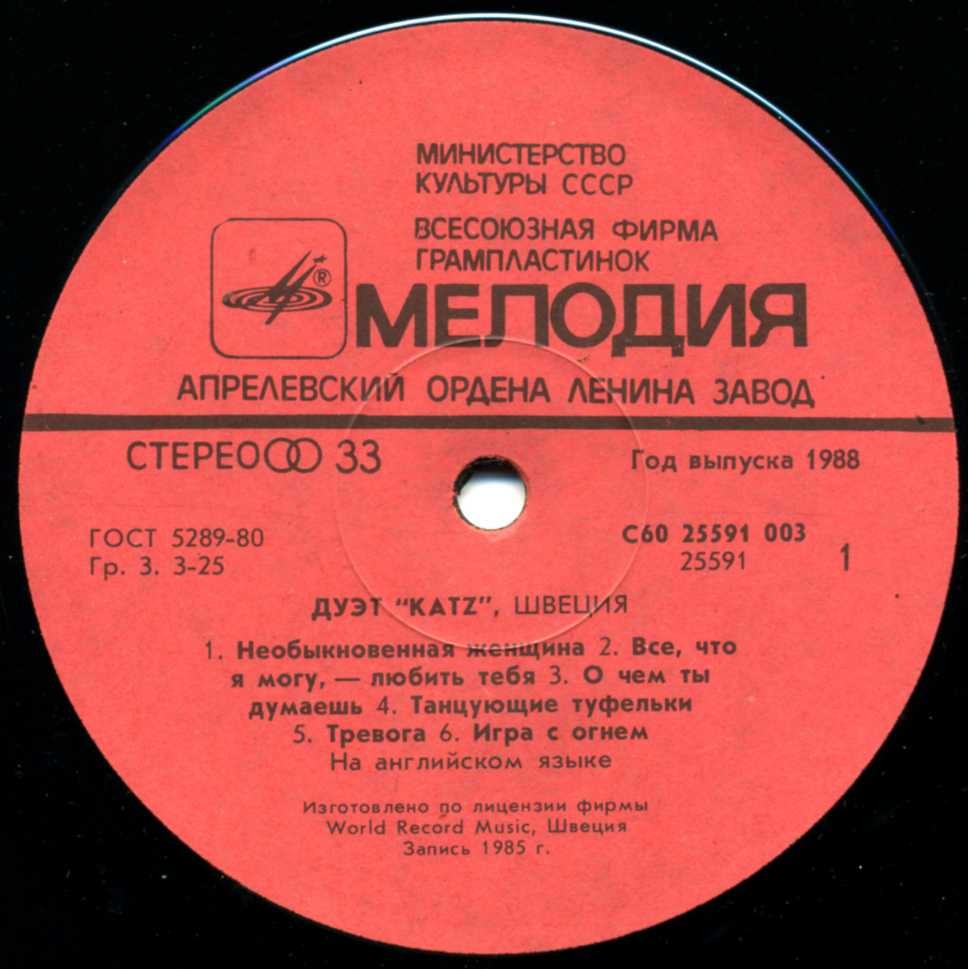 МИНИСТЕРСТВО
КУЛЬТУРЫ СССР
ВСЕСОЮЗНАЯ ФИРМА
ГРАМПЛАСТИНОК
®
МЕЛОДИЯ
АПРЕЛЕВСКИЙ ОРДЕНА ЛЕНИНА ЗАВОД
СТЕРЕО 33
Год выпуска 1988
ГОСТ 5289-80
Гр. 3. 3-25
С60 25591 003
25591
1
ДУЭТ "KATZ", ШВЕЦИЯ
1. Необыкновенная женщина 2. Все, что
я могу, — любить тебя 3. О чем ты
думаешь 4. Танцующие туфельки
5. Тревога 6. Игра с огнем
На английском языке
Изготовлено по лицензии фирмы
World Record Music, Швеция
Запись 1985 г.